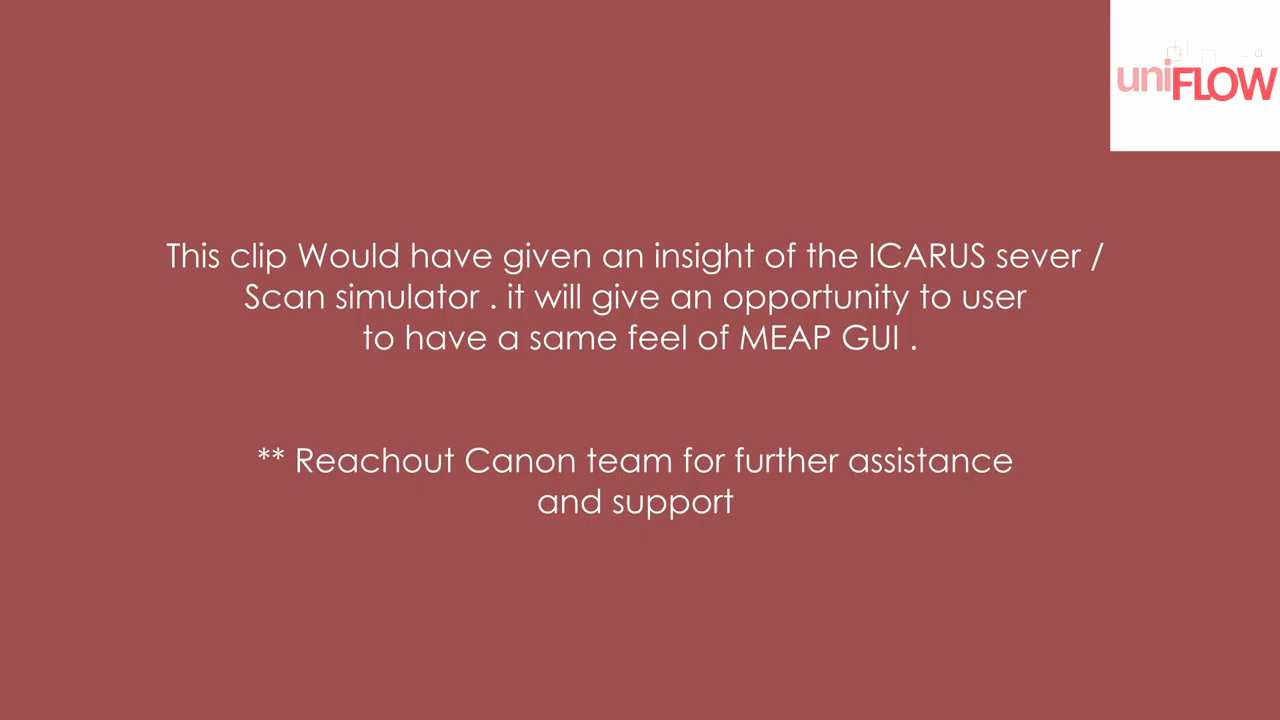 uniFLOW
This clip Would have given an insight of the ICARUS sever /
Scan simulator . it will give an opportunity to user
to have a same feel of MEAP GUI .
** Reachout Canon team for further assistance
and support